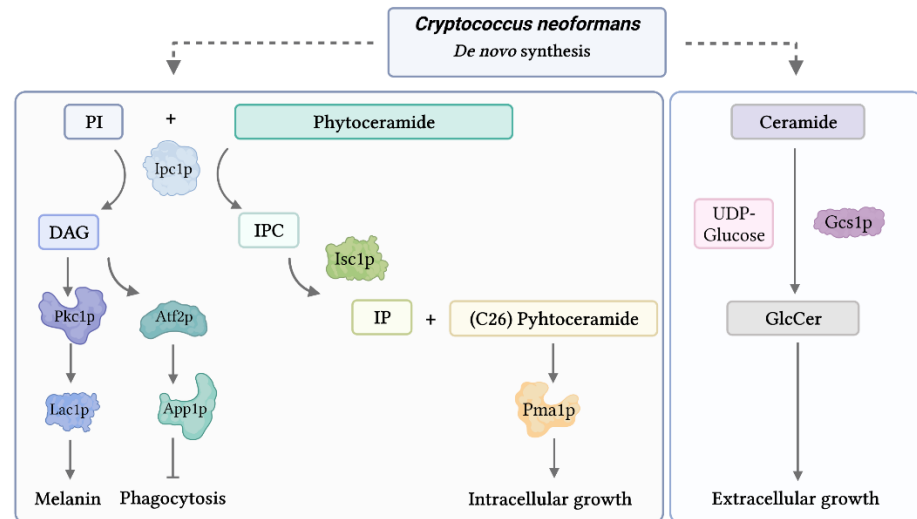 Cryptococcus neoformans
De novo synthesis
PI
+
Phytoceramide
Ceramide
Ipc1p
UDP-
Glucose
Gcs1p
DAG
IPC
Isc1p
Pkc1p
Atf2p
IP
+
(C26) Pyhtoceramide
GlcCer
Lac1p
App1p
Pma1p
Melanin
Phagocytosis
Intracellular growth
Extracellular growth